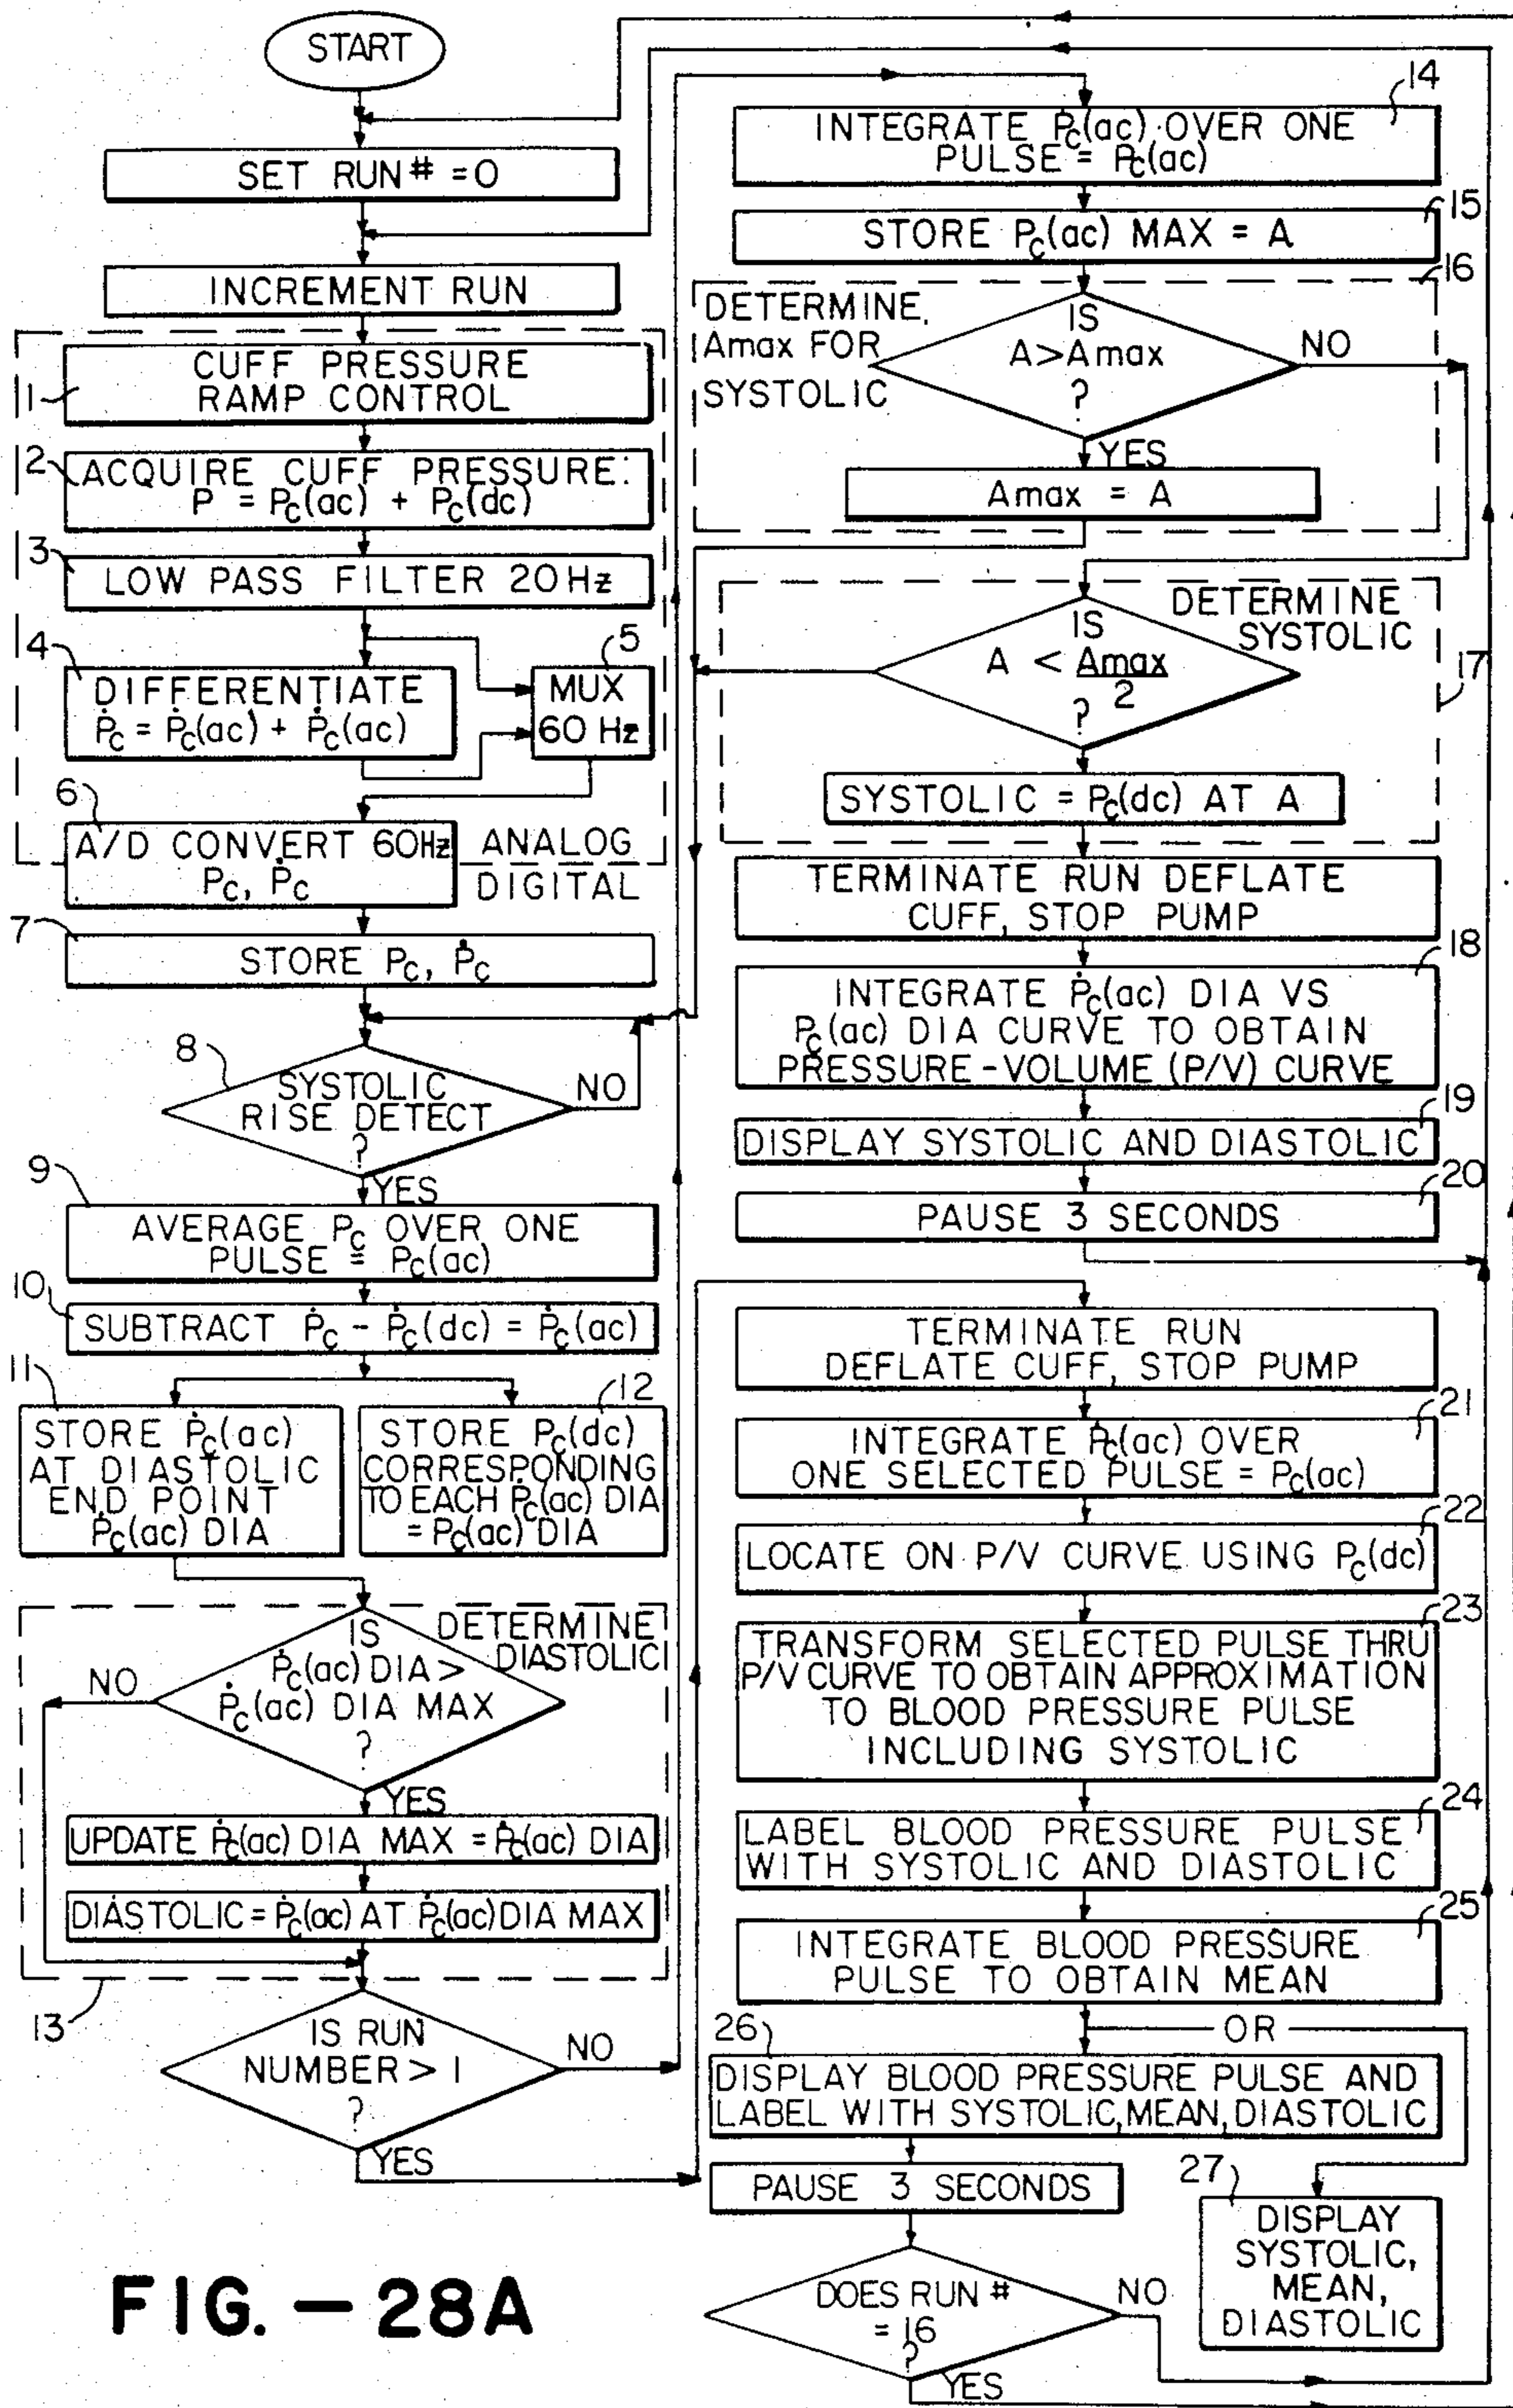 START
SET RUN # = 0
INCREMENT RUN
1
CUFF PRESSURE
RAMP CONTROL
2
ACQUIRE CUFF PRESSURE:
P = Pc(ac) + Pc(dc)
3
LOW PASS FILTER 20 Hz
4
DIFFERENTIATE
Ṗc = Ṗc(ac) + Ṗc(ac)
5
MUX
60 Hz
6
A/D CONVERT 60Hz
Pc, Ṗc
ANALOG
DIGITAL
7
STORE Pc, Ṗc
8
SYSTOLIC
RISE DETECT
?
NO
YES
9
AVERAGE Pc OVER ONE
PULSE = Pc(ac)
10
SUBTRACT Ṗc - Ṗc(dc) = Ṗc(ac)
11
STORE Ṗc(ac)
AT DIASTOLIC
END POINT
Ṗc(ac) DIA
12
STORE Pc(dc)
CORRESPONDING
TO EACH Ṗc(ac) DIA
= Pc(ac) DIA
DETERMINE
DIASTOLIC
IS
Ṗc(ac) DIA >
Ṗc(ac) DIA MAX
?
NO
YES
UPDATE Ṗc(ac) DIA MAX = Ṗc(ac) DIA
DIASTOLIC = Ṗc(ac) AT Ṗc(ac) DIA MAX
13
IS RUN
NUMBER > 1
?
NO
YES
14
INTEGRATE Ṗc(ac) OVER ONE
PULSE = Pc(ac)
15
STORE Pc(ac) MAX = A
16
DETERMINE
Amax FOR
SYSTOLIC
IS
A > Amax
?
NO
YES
Amax = A
DETERMINE
SYSTOLIC
IS
A < Amax
2
?
17
SYSTOLIC = Pc(dc) AT A
TERMINATE RUN DEFLATE
CUFF, STOP PUMP
18
INTEGRATE Ṗc(ac) DIA VS
Pc(ac) DIA CURVE TO OBTAIN
PRESSURE-VOLUME (P/V) CURVE
19
DISPLAY SYSTOLIC AND DIASTOLIC
20
PAUSE 3 SECONDS
TERMINATE RUN
DEFLATE CUFF, STOP PUMP
21
INTEGRATE Ṗc(ac) OVER
ONE SELECTED PULSE = Pc(ac)
22
LOCATE ON P/V CURVE USING Pc(dc)
23
TRANSFORM SELECTED PULSE THRU
P/V CURVE TO OBTAIN APPROXIMATION
TO BLOOD PRESSURE PULSE
INCLUDING SYSTOLIC
24
LABEL BLOOD PRESSURE PULSE
WITH SYSTOLIC AND DIASTOLIC
25
INTEGRATE BLOOD PRESSURE
PULSE TO OBTAIN MEAN
OR
26
DISPLAY BLOOD PRESSURE PULSE AND
LABEL WITH SYSTOLIC, MEAN, DIASTOLIC
PAUSE 3 SECONDS
27
DISPLAY
SYSTOLIC,
MEAN,
DIASTOLIC
DOES RUN #
= 16
?
NO
YES
FIG. – 28A